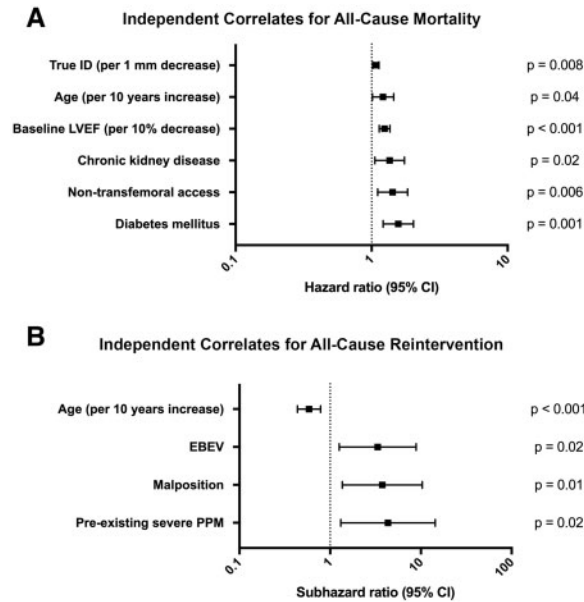 A
Independent Correlates for All-Cause Mortality
True ID (per 1 mm decrease) p = 0.008
Age (per 10 years increase) p = 0.04
Baseline LVEF (per 10% decrease) p < 0.001
Chronic kidney disease p = 0.02
Non-transfemoral access p = 0.006
Diabetes mellitus p = 0.001
0.1 1 10
Hazard ratio (95% CI)
B
Independent Correlates for All-Cause Reintervention
Age (per 10 years increase) p < 0.001
EBEV p = 0.02
Malposition p = 0.01
Pre-existing severe PPM p = 0.02
0.1 1 10 100
Subhazard ratio (95% CI)